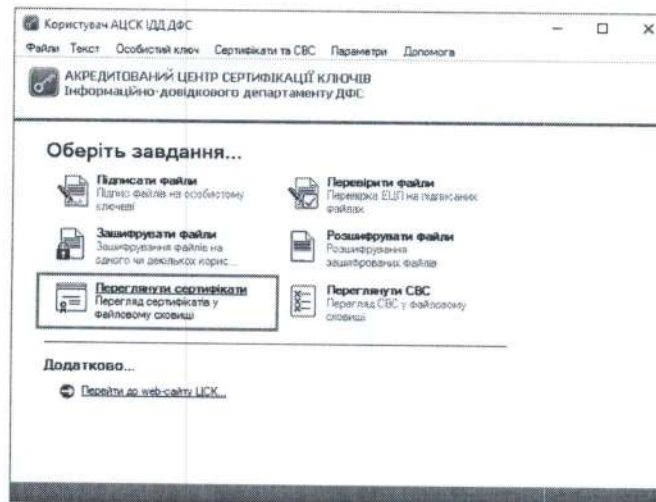 Користувач АЦСК ІДД ДФС
Файли Текст Особистий ключ Сертифікати та СВС Параметри Допомога
АКРЕДИТОВАНИЙ ЦЕНТР СЕРТИФІКАЦІЇ КЛЮЧІВ
Інформаційно-довідкового департаменту ДФС
Оберіть завдання...
Підписати файли
Підпис файлів на особистому
ключеві
Перевірити файли
Перевірка ЕЦП на підписаних
файлах
Зашифрувати файли
Зашифрування файлів на
одного чи декількох корис...
Розшифрувати файли
Розшифрування
зашифрованих файлів
Переглянути сертифікати
Перегляд сертифікатів у
файловому сховищі
Переглянути СВС
Перегляд СВС у файловому
сховищі
Додатково...
Перейти до web-сайту ЦСК...